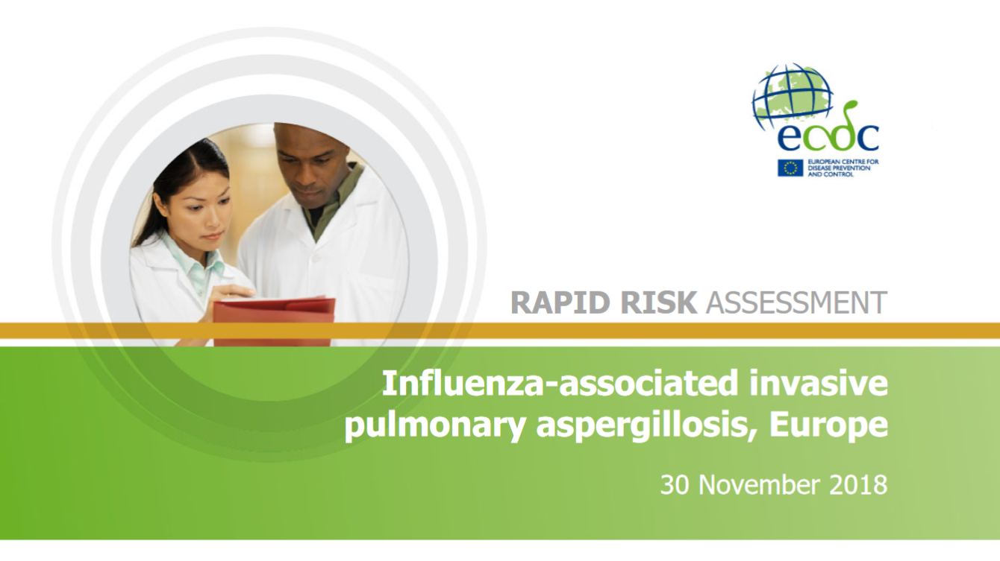 ecdc
EUROPEAN CENTRE FOR
DISEASE PREVENTION
AND CONTROL
RAPID RISK ASSESSMENT
Influenza-associated invasive
pulmonary aspergillosis, Europe
30 November 2018